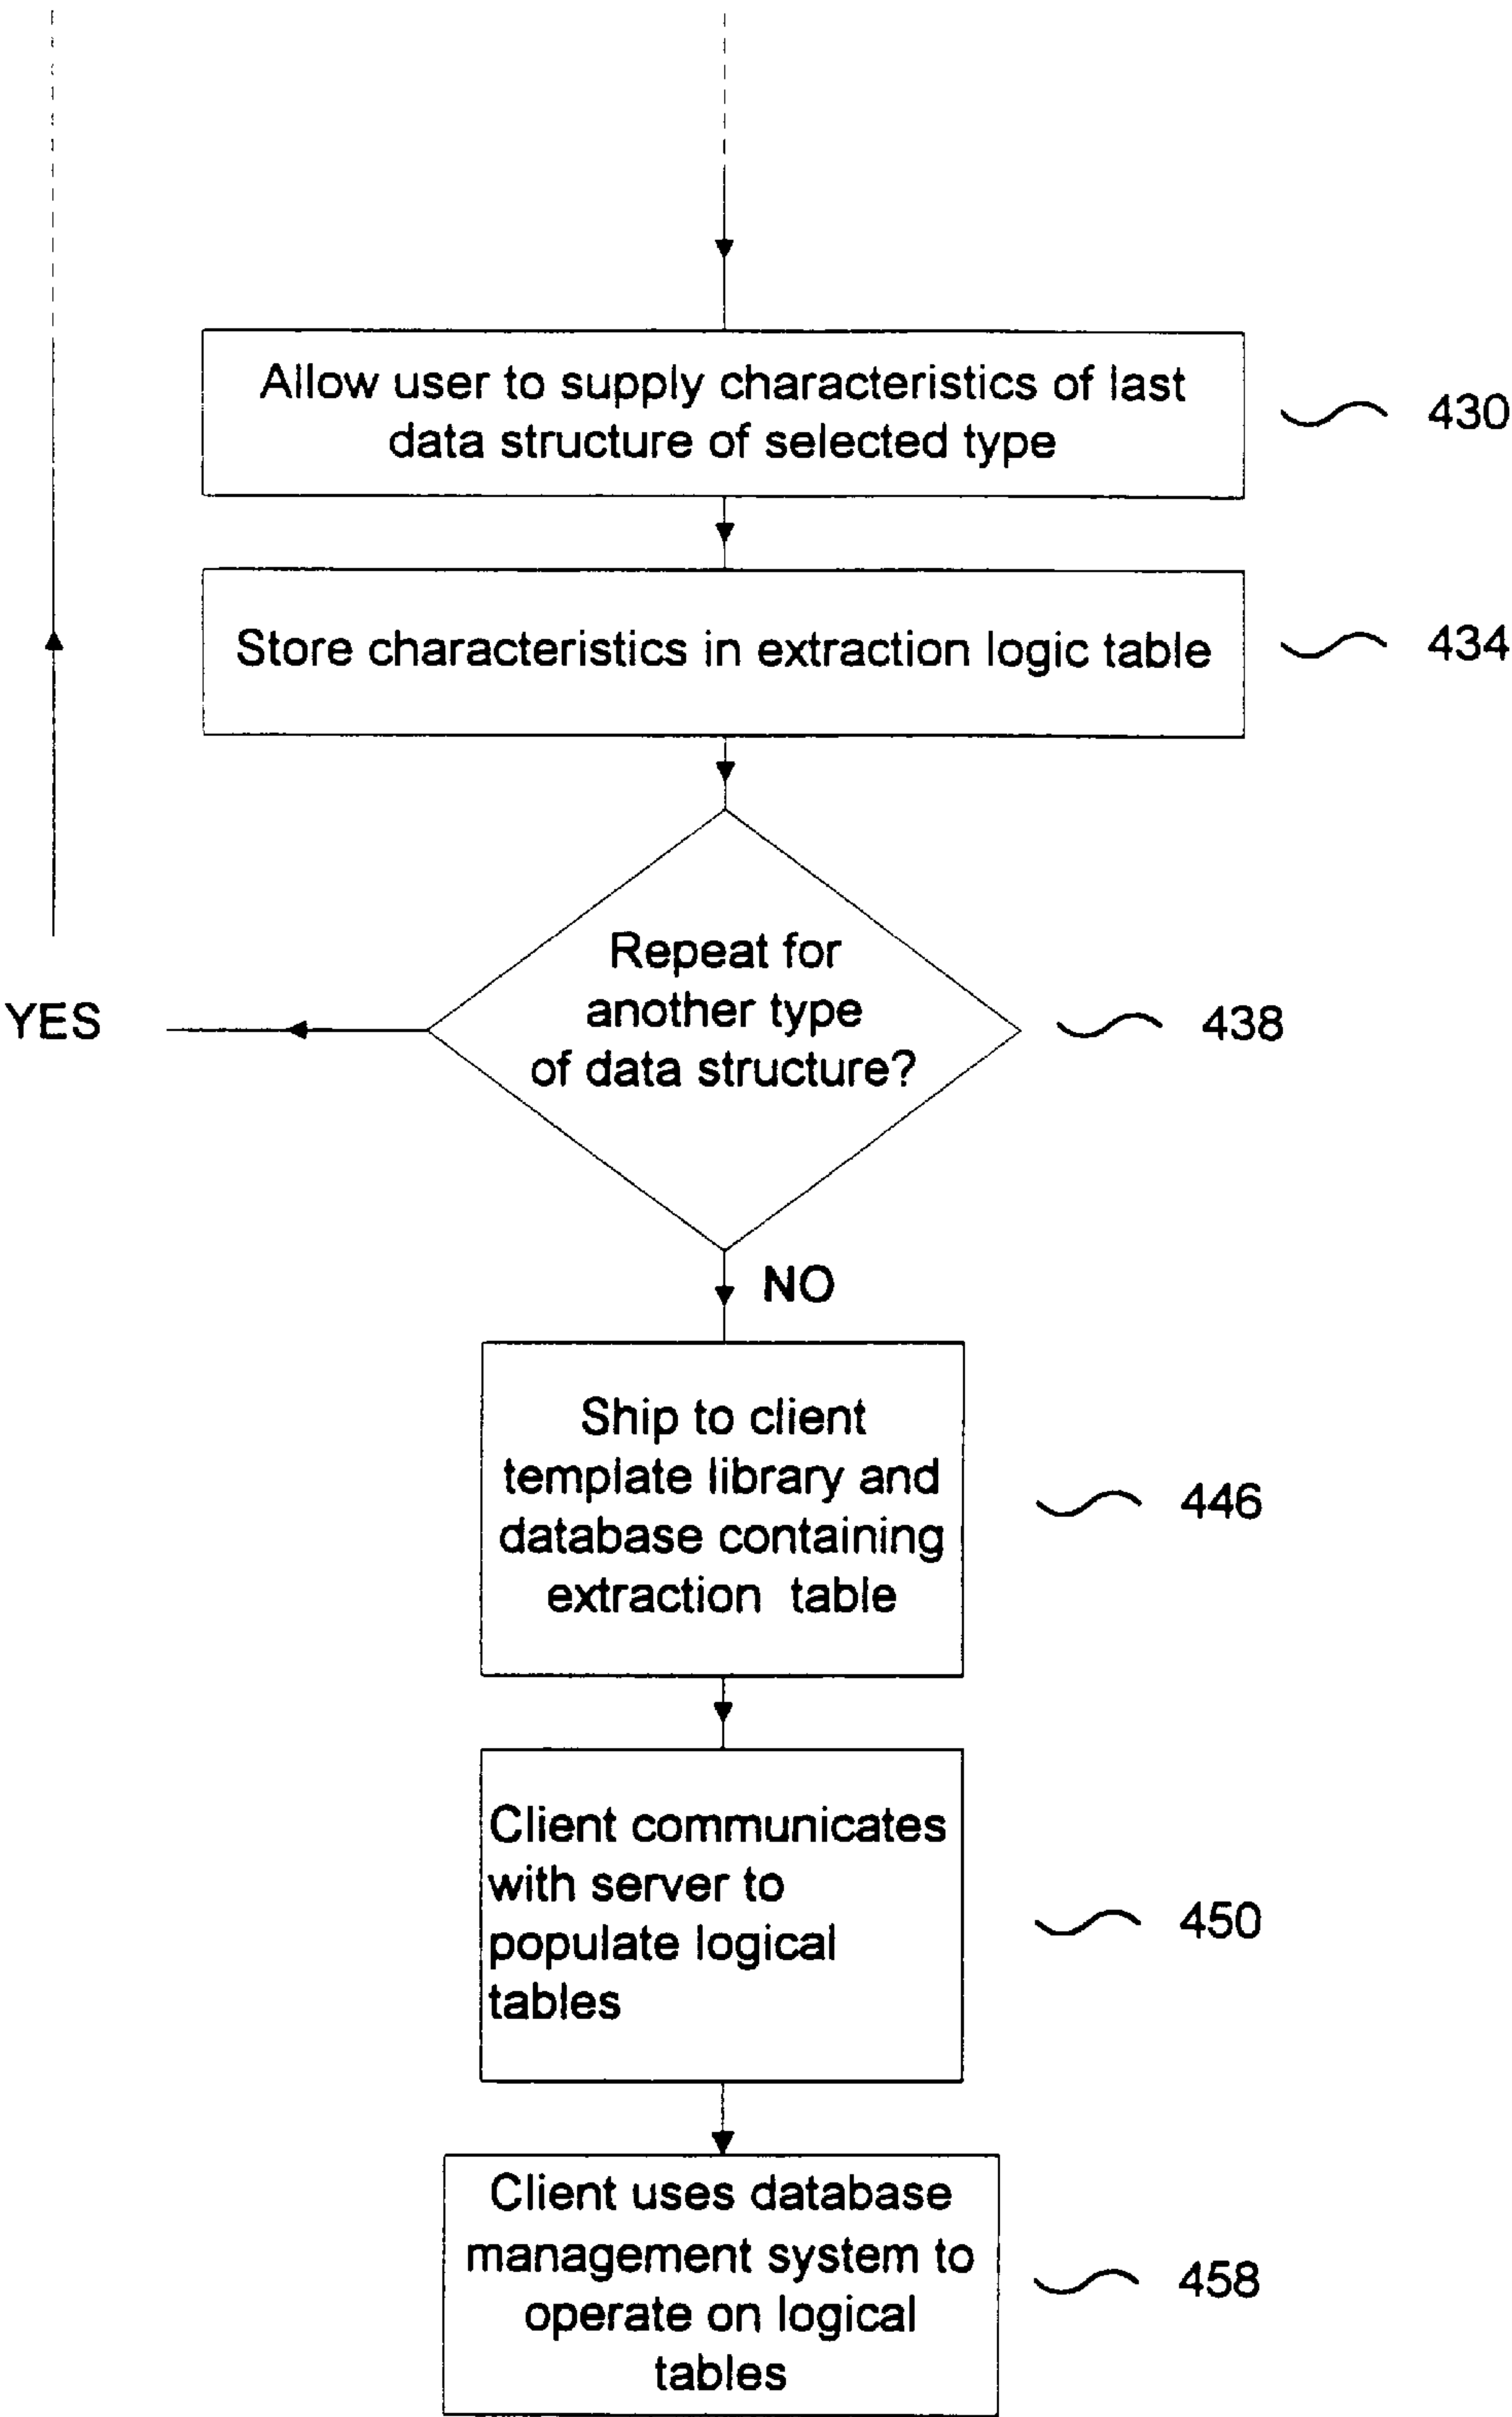 Allow user to supply characteristics of last
data structure of selected type
430
Store characteristics in extraction logic table
434
Repeat for
another type
of data structure?
438
YES
NO
Ship to client
template library and
database containing
extraction table
446
Client communicates
with server to
populate logical
tables
450
Client uses database
management system to
operate on logical
tables
458